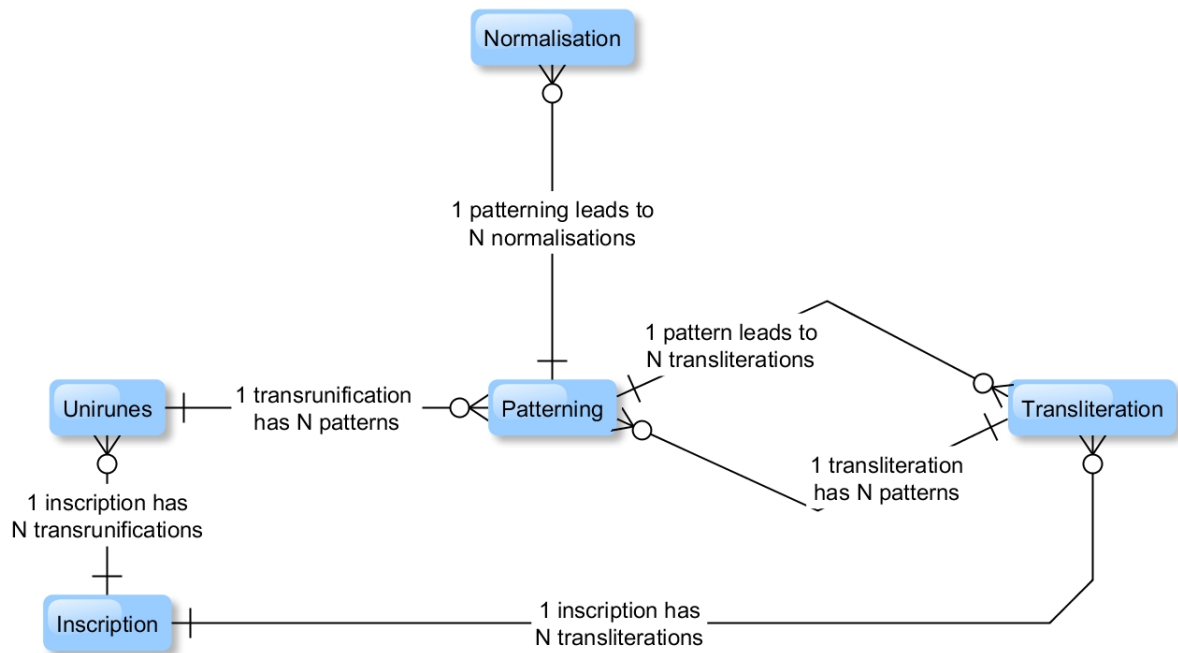 Normalisation
1 patterning leads to
N normalisations
1 pattern leads to
N transliterations
Unirunes
1 transrunification
has N patterns
Patterning
Transliteration
1 transliteration
has N patterns
1 inscription has
N transrunifications
Inscription
1 inscription has
N transliterations